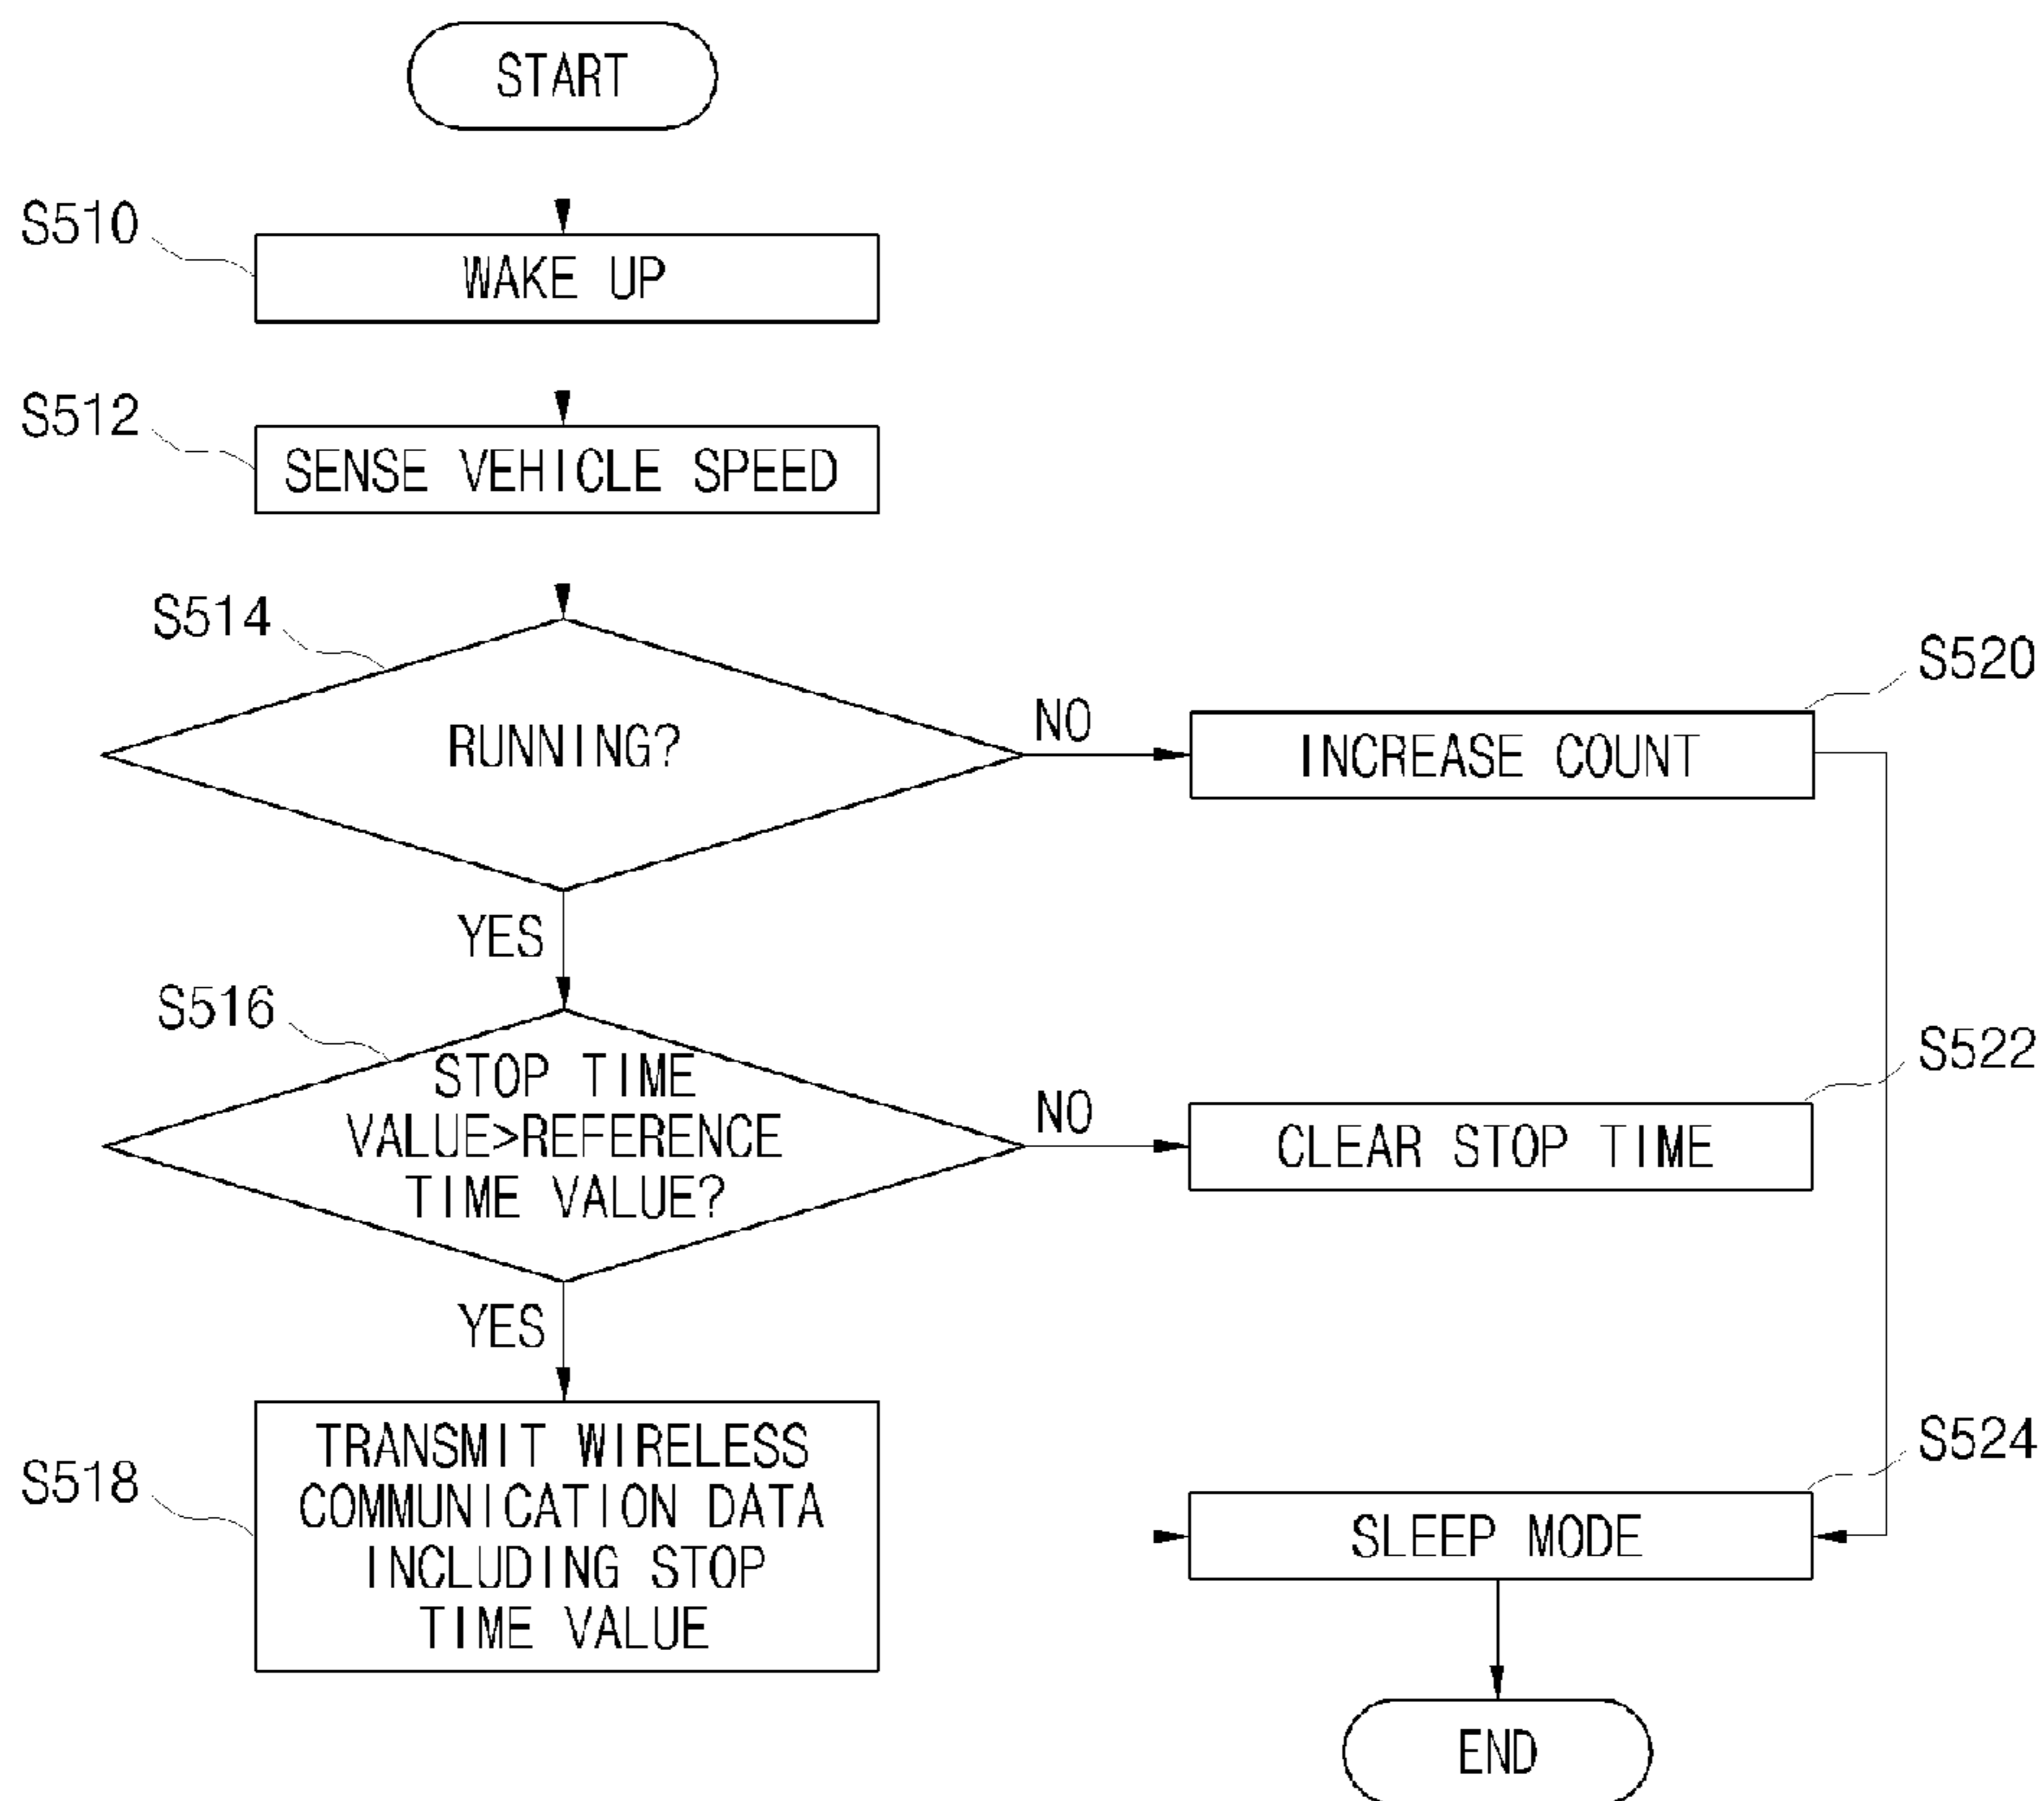 START
S510
WAKE UP
S512
SENSE VEHICLE SPEED
S514
RUNNING?
NO
S520
INCREASE COUNT
YES
S516
STOP TIME
VALUE>REFERENCE
TIME VALUE?
NO
S522
CLEAR STOP TIME
YES
S518
TRANSMIT WIRELESS
COMMUNICATION DATA
INCLUDING STOP
TIME VALUE
S524
SLEEP MODE
END